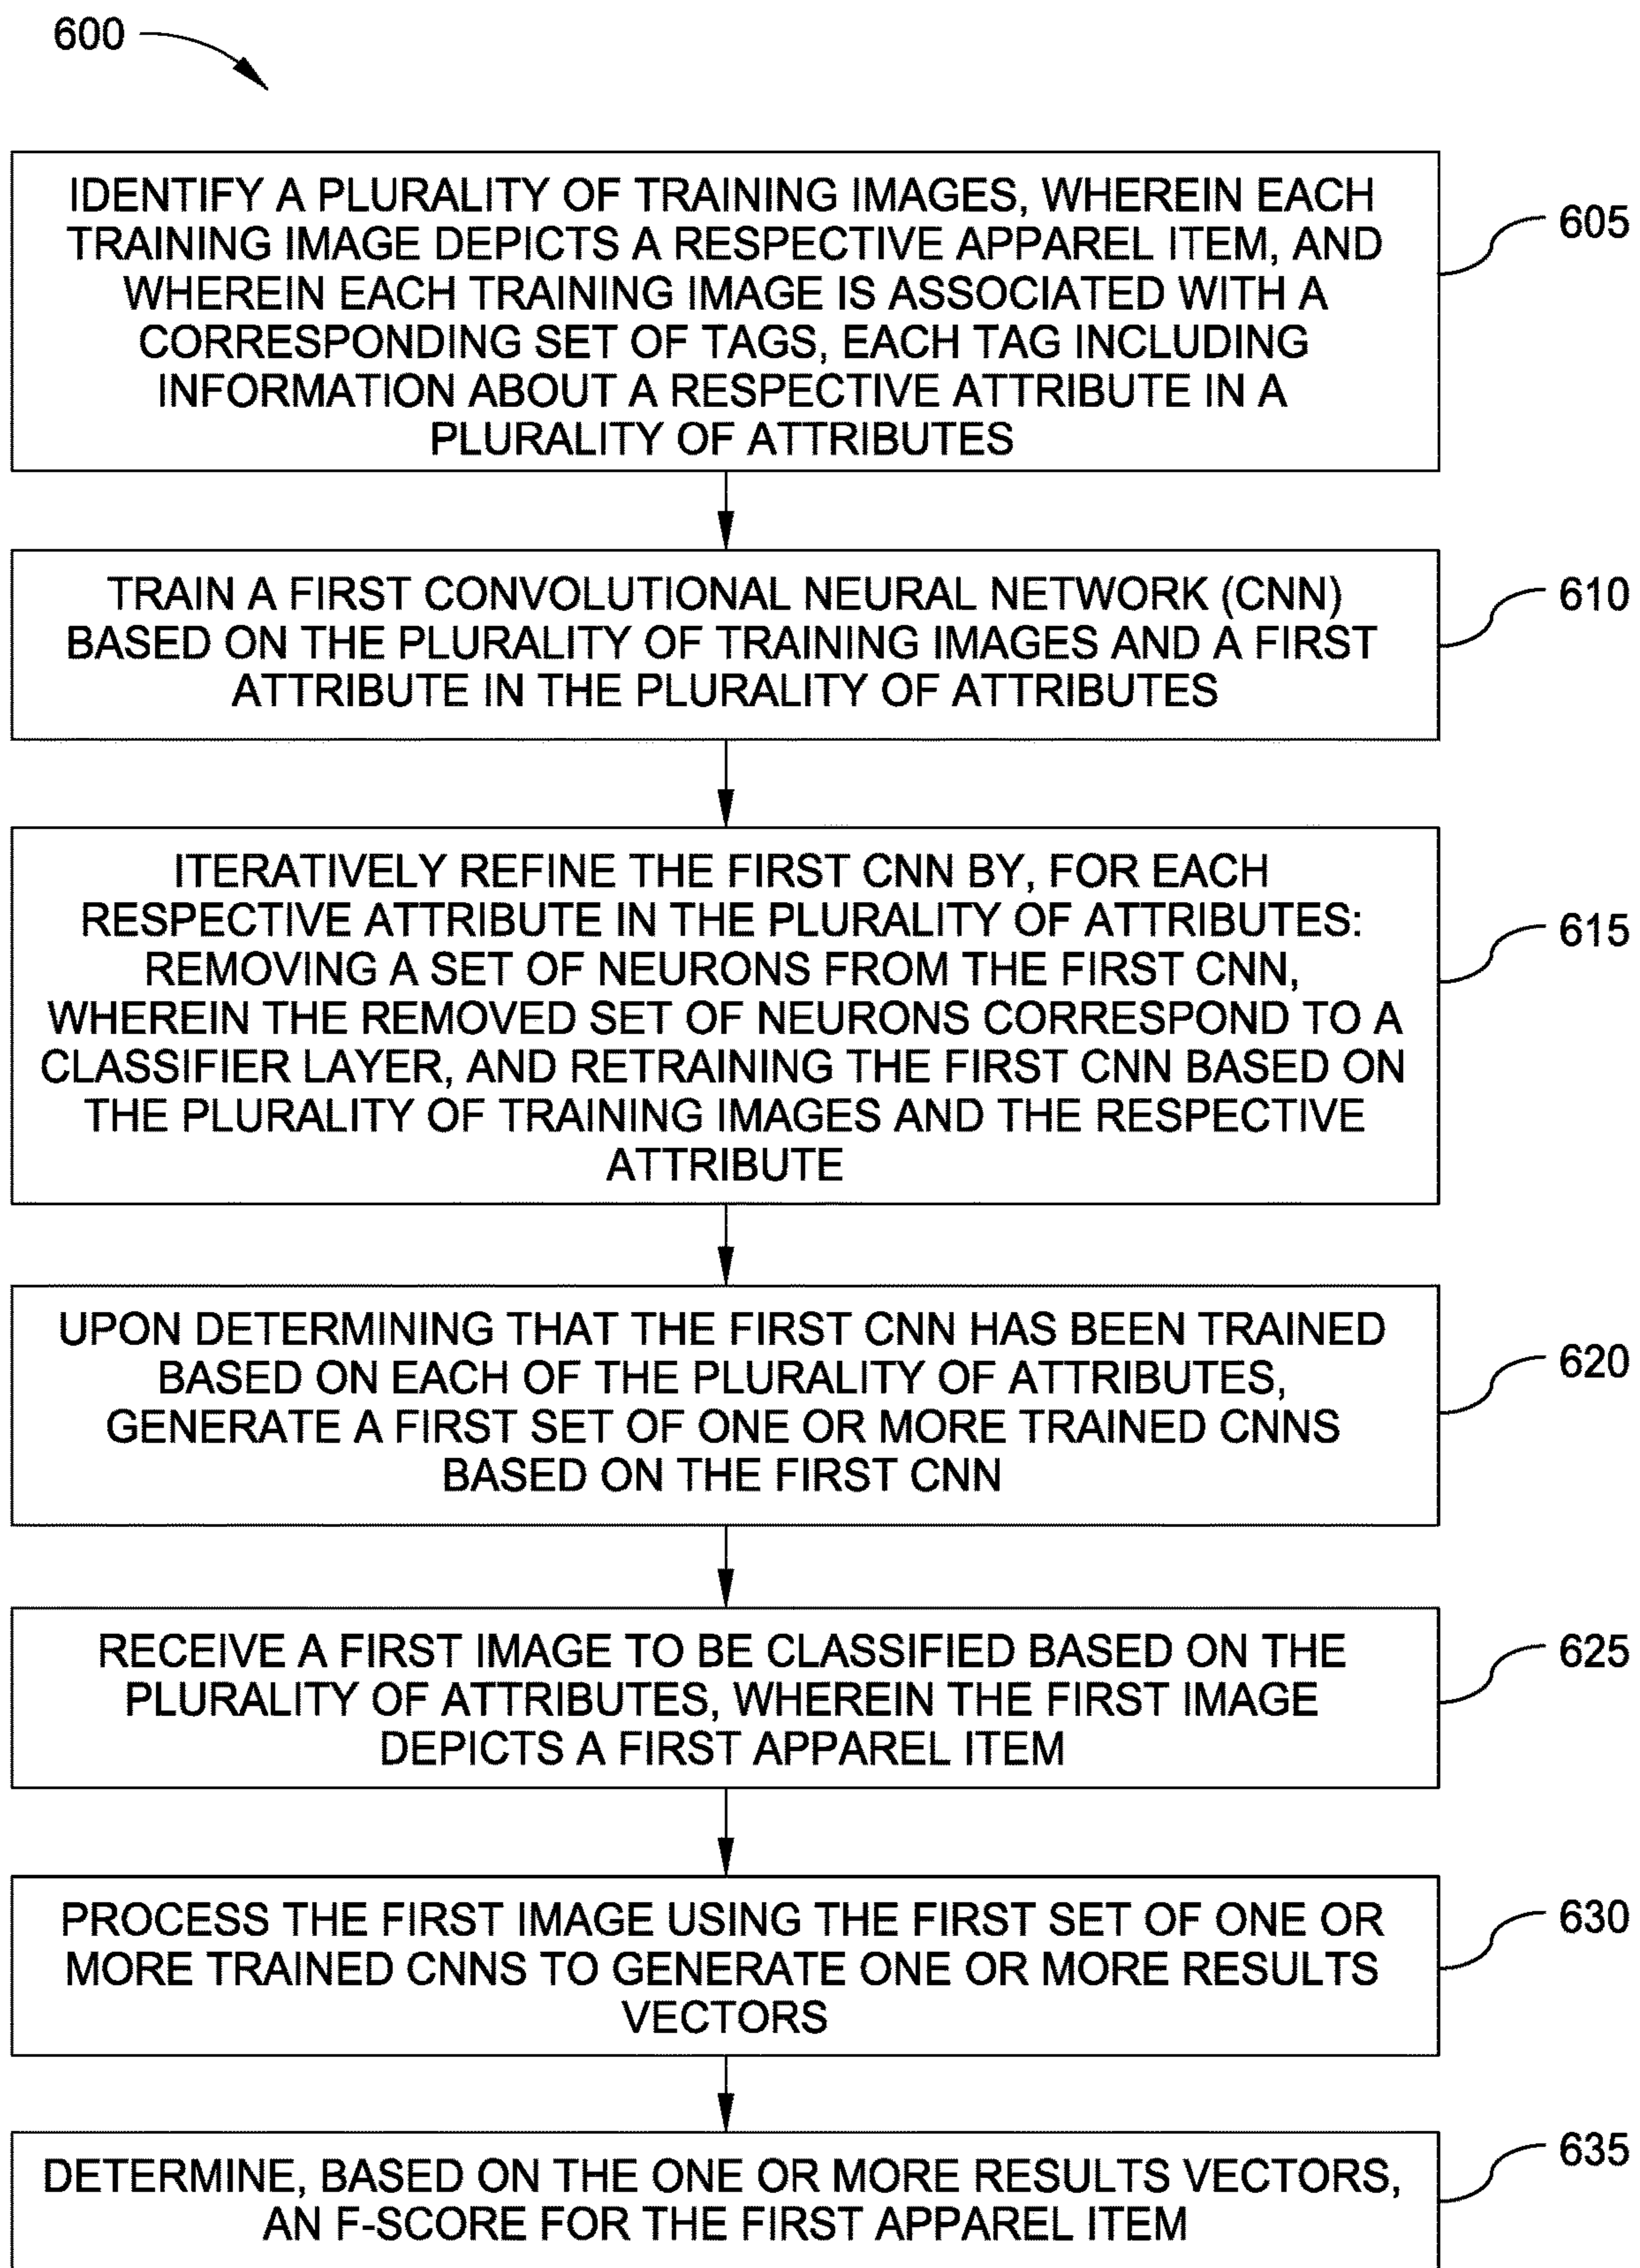 600
IDENTIFY A PLURALITY OF TRAINING IMAGES, WHEREIN EACH
TRAINING IMAGE DEPICTS A RESPECTIVE APPAREL ITEM, AND
WHEREIN EACH TRAINING IMAGE IS ASSOCIATED WITH A
CORRESPONDING SET OF TAGS, EACH TAG INCLUDING
INFORMATION ABOUT A RESPECTIVE ATTRIBUTE IN A
PLURALITY OF ATTRIBUTES
605
TRAIN A FIRST CONVOLUTIONAL NEURAL NETWORK (CNN)
BASED ON THE PLURALITY OF TRAINING IMAGES AND A FIRST
ATTRIBUTE IN THE PLURALITY OF ATTRIBUTES
610
ITERATIVELY REFINE THE FIRST CNN BY, FOR EACH
RESPECTIVE ATTRIBUTE IN THE PLURALITY OF ATTRIBUTES:
REMOVING A SET OF NEURONS FROM THE FIRST CNN,
WHEREIN THE REMOVED SET OF NEURONS CORRESPOND TO A
CLASSIFIER LAYER, AND RETRAINING THE FIRST CNN BASED ON
THE PLURALITY OF TRAINING IMAGES AND THE RESPECTIVE
ATTRIBUTE
615
UPON DETERMINING THAT THE FIRST CNN HAS BEEN TRAINED
BASED ON EACH OF THE PLURALITY OF ATTRIBUTES,
GENERATE A FIRST SET OF ONE OR MORE TRAINED CNNS
BASED ON THE FIRST CNN
620
RECEIVE A FIRST IMAGE TO BE CLASSIFIED BASED ON THE
PLURALITY OF ATTRIBUTES, WHEREIN THE FIRST IMAGE
DEPICTS A FIRST APPAREL ITEM
625
PROCESS THE FIRST IMAGE USING THE FIRST SET OF ONE OR
MORE TRAINED CNNS TO GENERATE ONE OR MORE RESULTS
VECTORS
630
DETERMINE, BASED ON THE ONE OR MORE RESULTS VECTORS,
AN F-SCORE FOR THE FIRST APPAREL ITEM
635